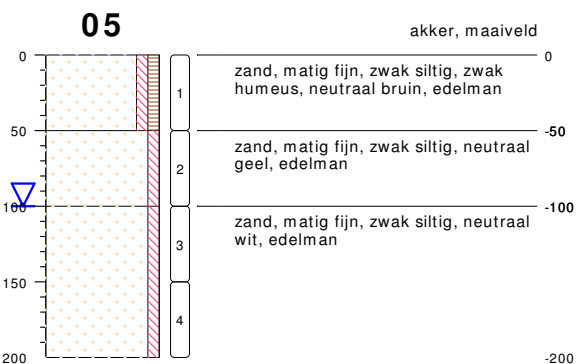 05
akker, maaiveld
0
0
zand, matig fijn, zwak siltig, zwak
humeus, neutraal bruin, edelman
1
50
-50
zand, matig fijn, zwak siltig, neutraal
geel, edelman
2
100
-100
zand, matig fijn, zwak siltig, neutraal
wit, edelman
3
150
4
200
-200